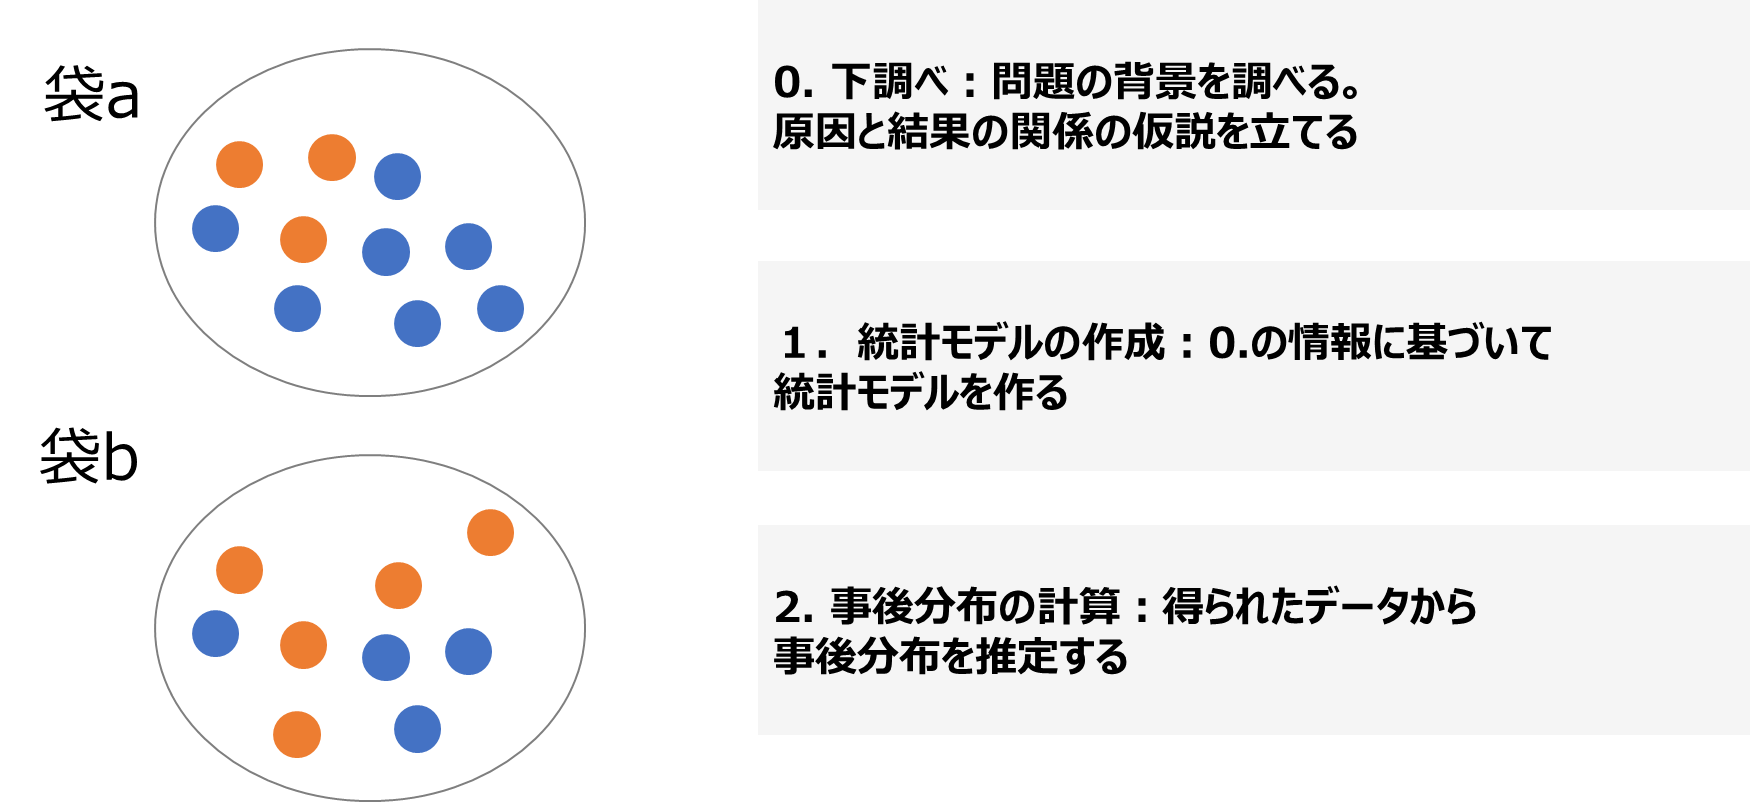 袋a
0. 下調べ：問題の背景を調べる。
原因と結果の関係の仮説を立てる
１．統計モデルの作成：0.の情報に基づいて
統計モデルを作る
袋b
2. 事後分布の計算：得られたデータから
事後分布を推定する